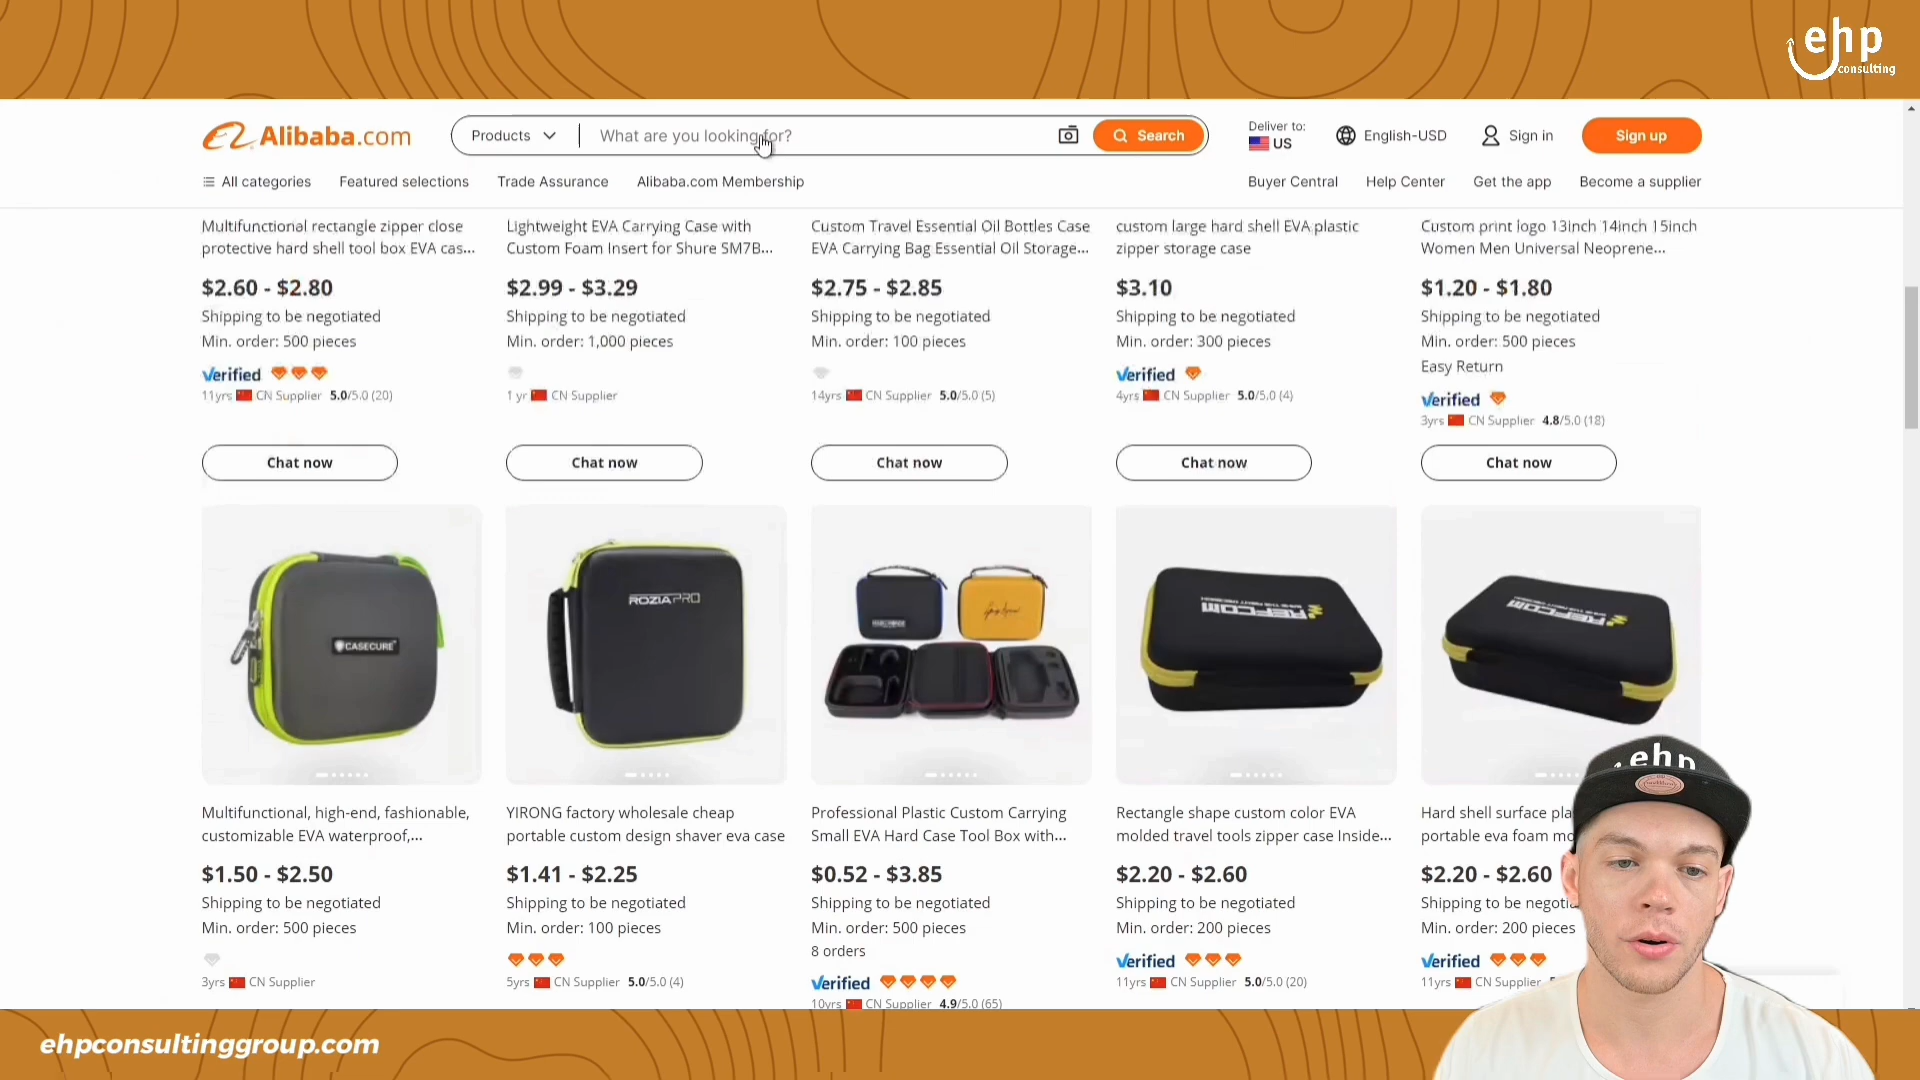 ehp
consulting
Alibaba.com
Products
What are you looking for?
Search
Deliver to:
US
English-USD
Sign in
Sign up
All categories
Featured selections
Trade Assurance
Alibaba.com Membership
Buyer Central
Help Center
Get the app
Become a supplier
Multifunctional rectangle zipper close
protective hard shell tool box EVA cas...
$2.60 - $2.80
Shipping to be negotiated
Min. order: 500 pieces
Verified
11yrs CN Supplier 5.0/5.0 (20)
Chat now
Lightweight EVA Carrying Case with
Custom Foam Insert for Shure SM7B...
$2.99 - $3.29
Shipping to be negotiated
Min. order: 1,000 pieces
1 yr CN Supplier
Chat now
Custom Travel Essential Oil Bottles Case
EVA Carrying Bag Essential Oil Storage...
$2.75 - $2.85
Shipping to be negotiated
Min. order: 100 pieces
14yrs CN Supplier 5.0/5.0 (5)
Chat now
custom large hard shell EVA plastic
zipper storage case
$3.10
Shipping to be negotiated
Min. order: 300 pieces
Verified
4yrs CN Supplier 5.0/5.0 (4)
Chat now
Custom print logo 13inch 14inch 15inch
Women Men Universal Neoprene...
$1.20 - $1.80
Shipping to be negotiated
Min. order: 500 pieces
Easy Return
Verified
3yrs CN Supplier 4.8/5.0 (18)
Chat now
CASECURE
Multifunctional, high-end, fashionable,
customizable EVA waterproof,...
$1.50 - $2.50
Shipping to be negotiated
Min. order: 500 pieces
3yrs CN Supplier
ROZIAPRO
YIRONG factory wholesale cheap
portable custom design shaver eva case
$1.41 - $2.25
Shipping to be negotiated
Min. order: 100 pieces
5yrs CN Supplier 5.0/5.0 (4)
Professional Plastic Custom Carrying
Small EVA Hard Case Tool Box with...
$0.52 - $3.85
Shipping to be negotiated
Min. order: 500 pieces
8 orders
Verified
10yrs CN Supplier 4.9/5.0 (65)
REFCOM
Rectangle shape custom color EVA
molded travel tools zipper case Inside...
$2.20 - $2.60
Shipping to be negotiated
Min. order: 200 pieces
Verified
11yrs CN Supplier 5.0/5.0 (20)
REFCOM
Hard shell surface pla
portable eva foam mo
$2.20 - $2.60
Shipping to be negotia
Min. order: 200 pieces
Verified
11yrs CN Supplier
ehp
ehpconsultinggroup.com